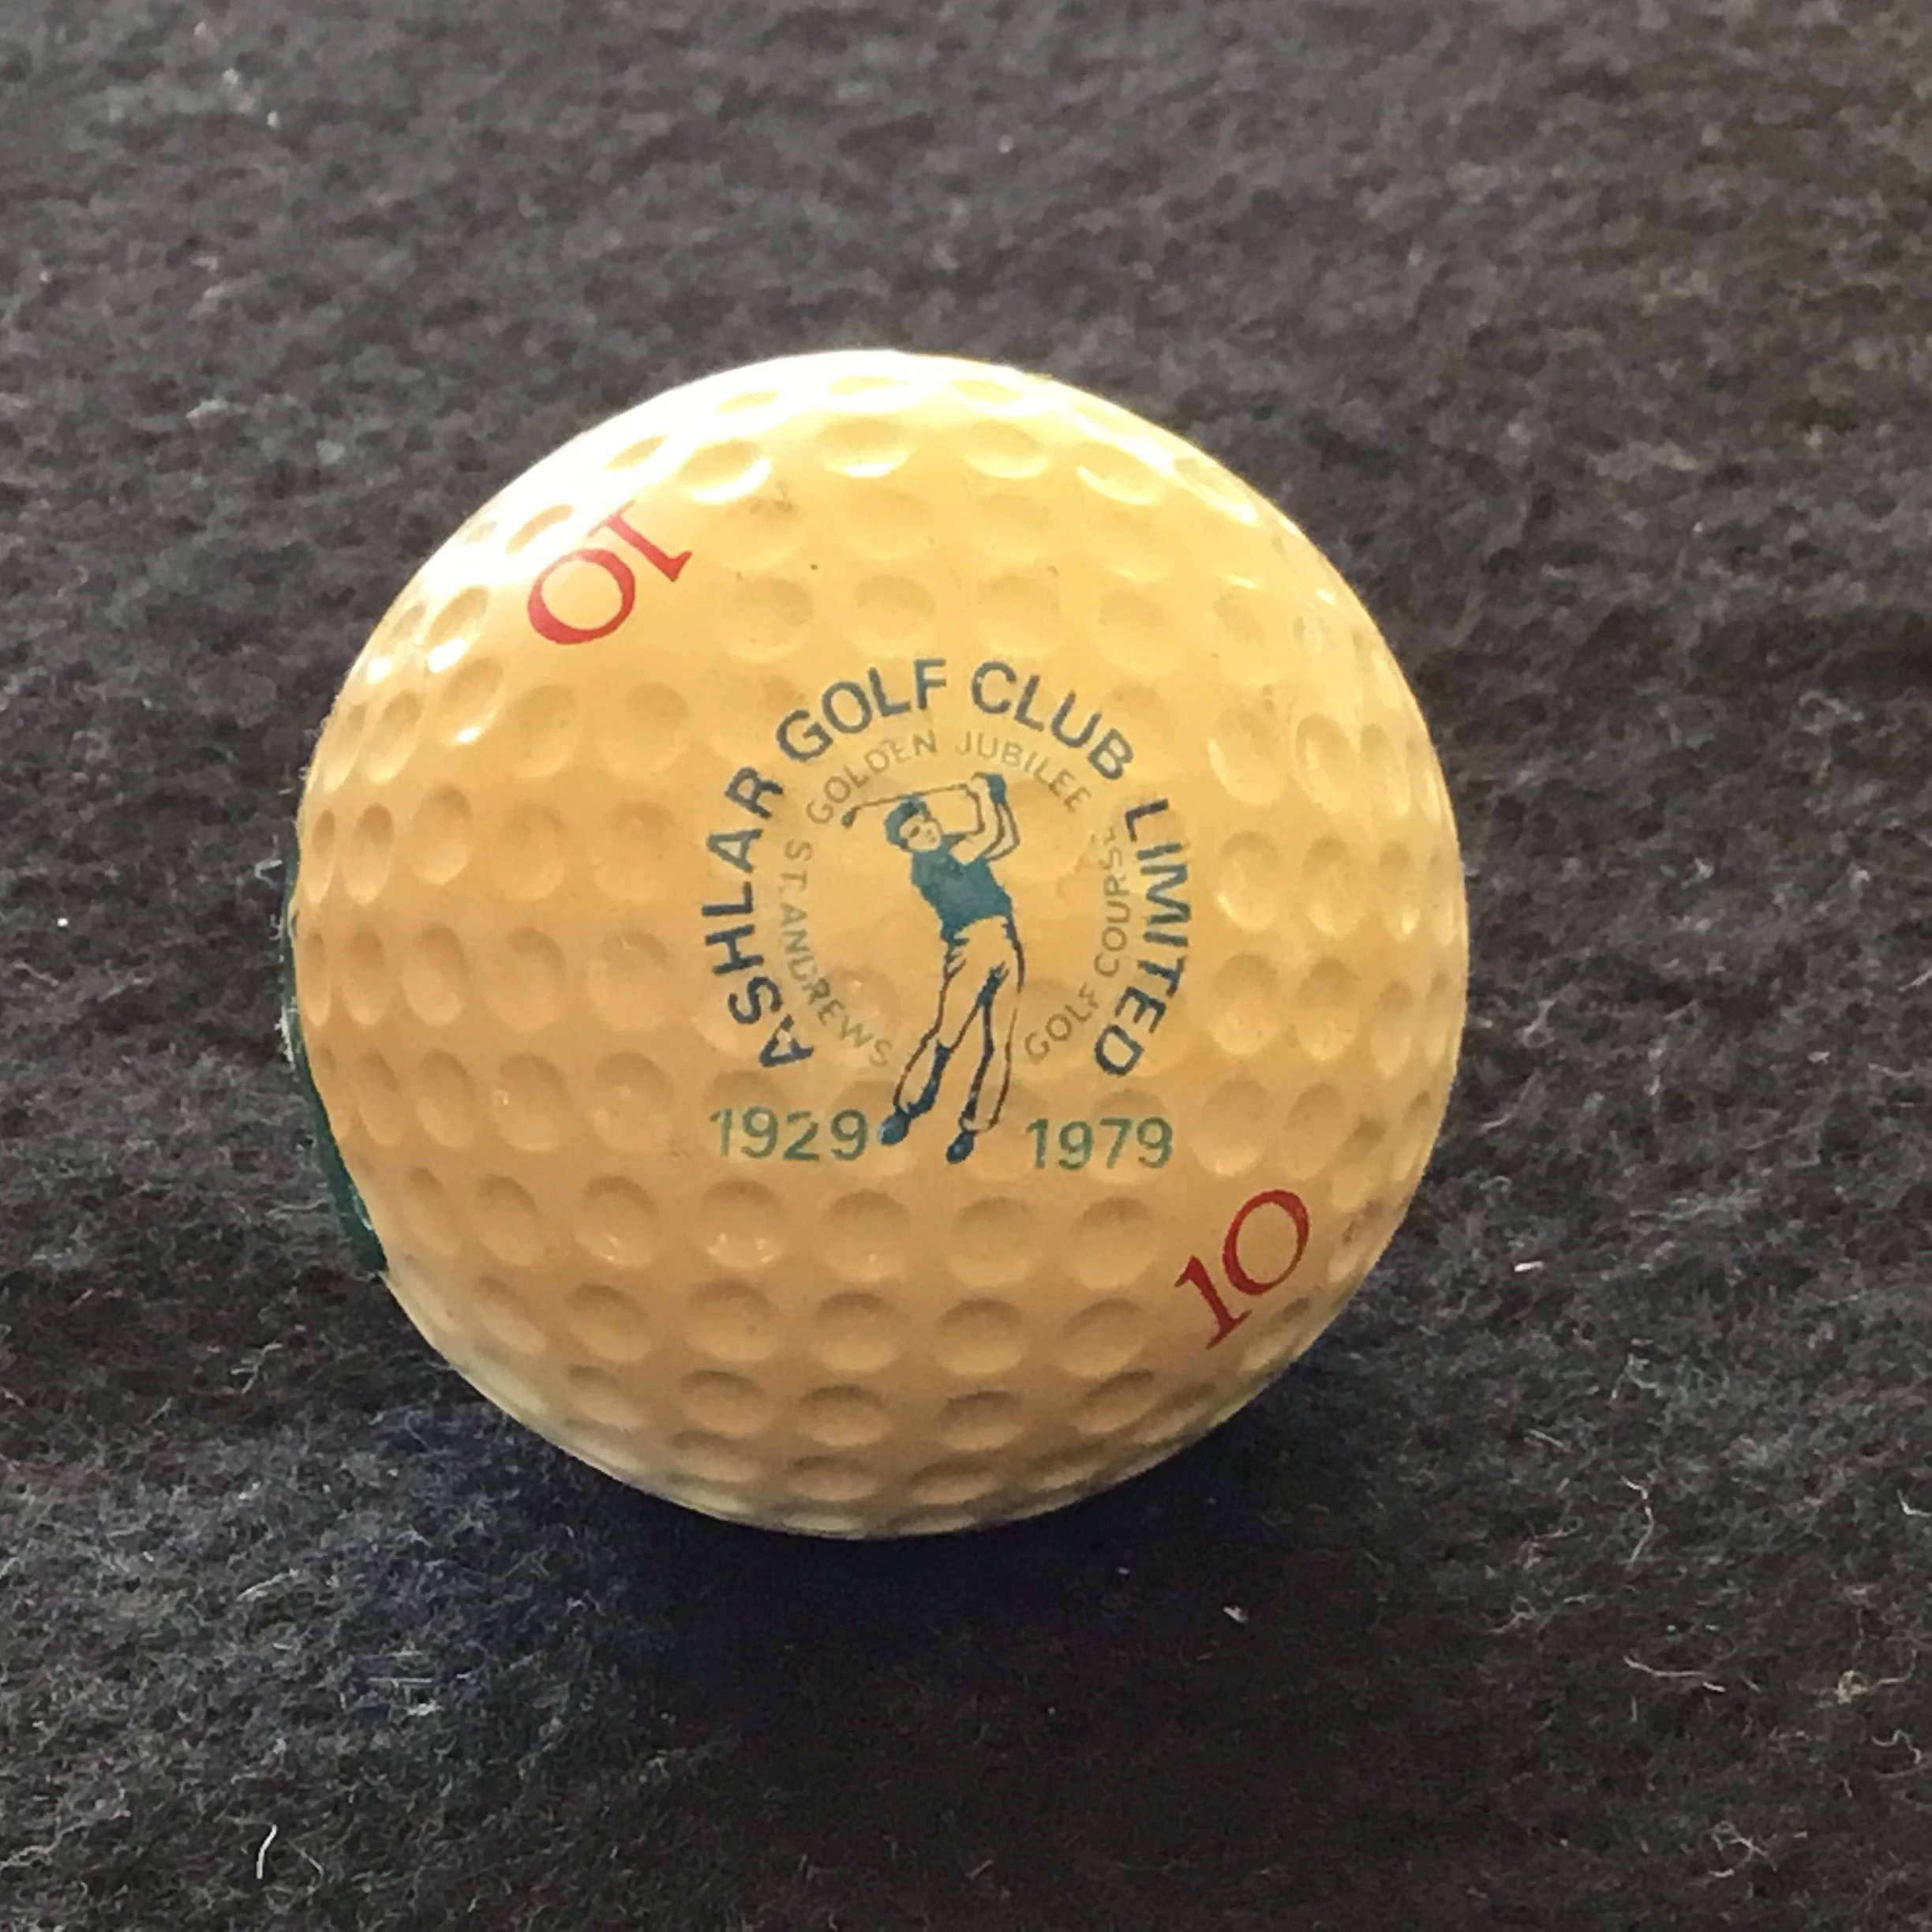 10
ASHLAR GOLF CLUB LIMITED
GOLDEN JUBILEE
ST. ANDREWS GOLF COURSE
1929 1979
10